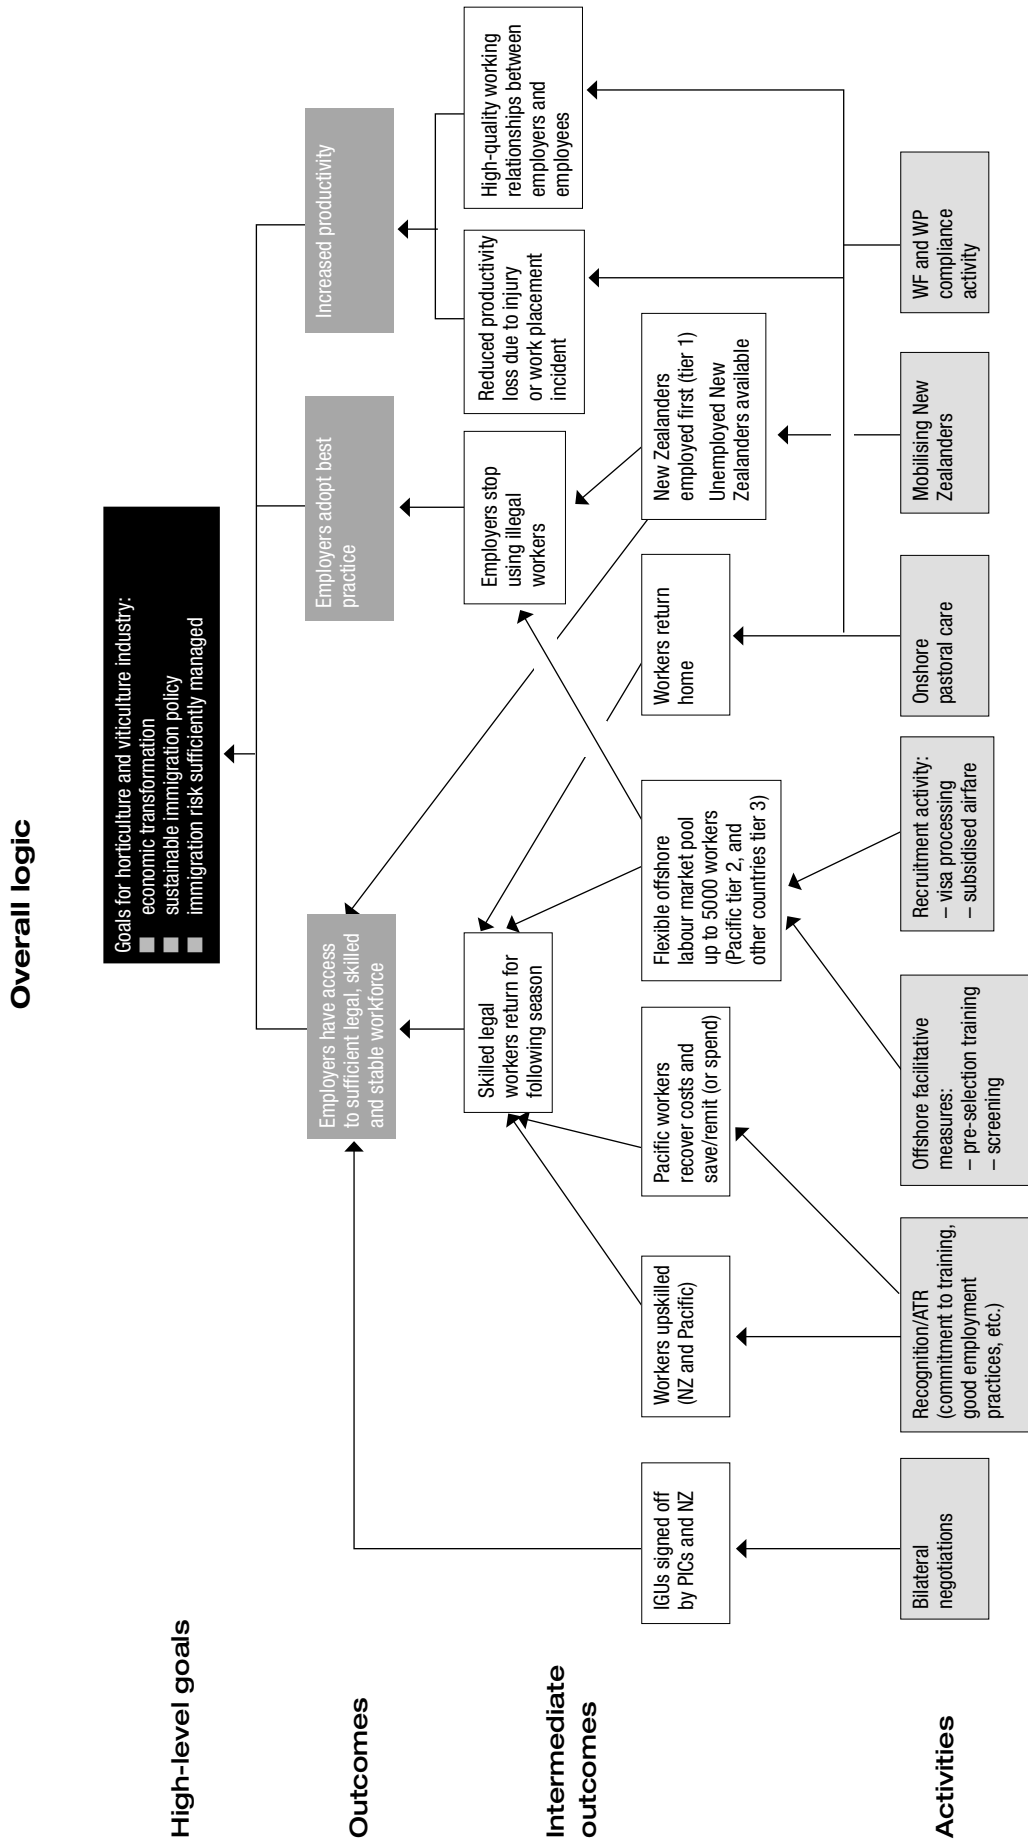 Overall logic
High-level goals
Goals for horticulture and viticulture industry:
economic transformation
sustainable immigration policy
immigration risk sufficiently managed
Outcomes
Employers have access
to sufficient legal, skilled
and stable workforce
Employers adopt best
practice
Increased productivity
Intermediate
outcomes
Skilled legal
workers return for
following season
Employers stop
using illegal
workers
Reduced productivity
loss due to injury
or work placement
incident
High-quality working
relationships between
employers and
employees
IGUs signed off
by PICs and NZ
Workers upskilled
(NZ and Pacific)
Pacific workers
recover costs and
save/remit (or spend)
Flexible offshore
labour market pool
up to 5000 workers
(Pacific tier 2, and
other countries tier 3)
Workers return
home
New Zealanders
employed first (tier 1)
Unemployed New
Zealanders available
Activities
Bilateral
negotiations
Recognition/ATR
(commitment to training,
good employment
practices, etc.)
Offshore facilitative
measures:
– pre-selection training
– screening
Recruitment activity:
– visa processing
– subsidised airfare
Onshore
pastoral care
Mobilising New
Zealanders
WF and WP
compliance
activity